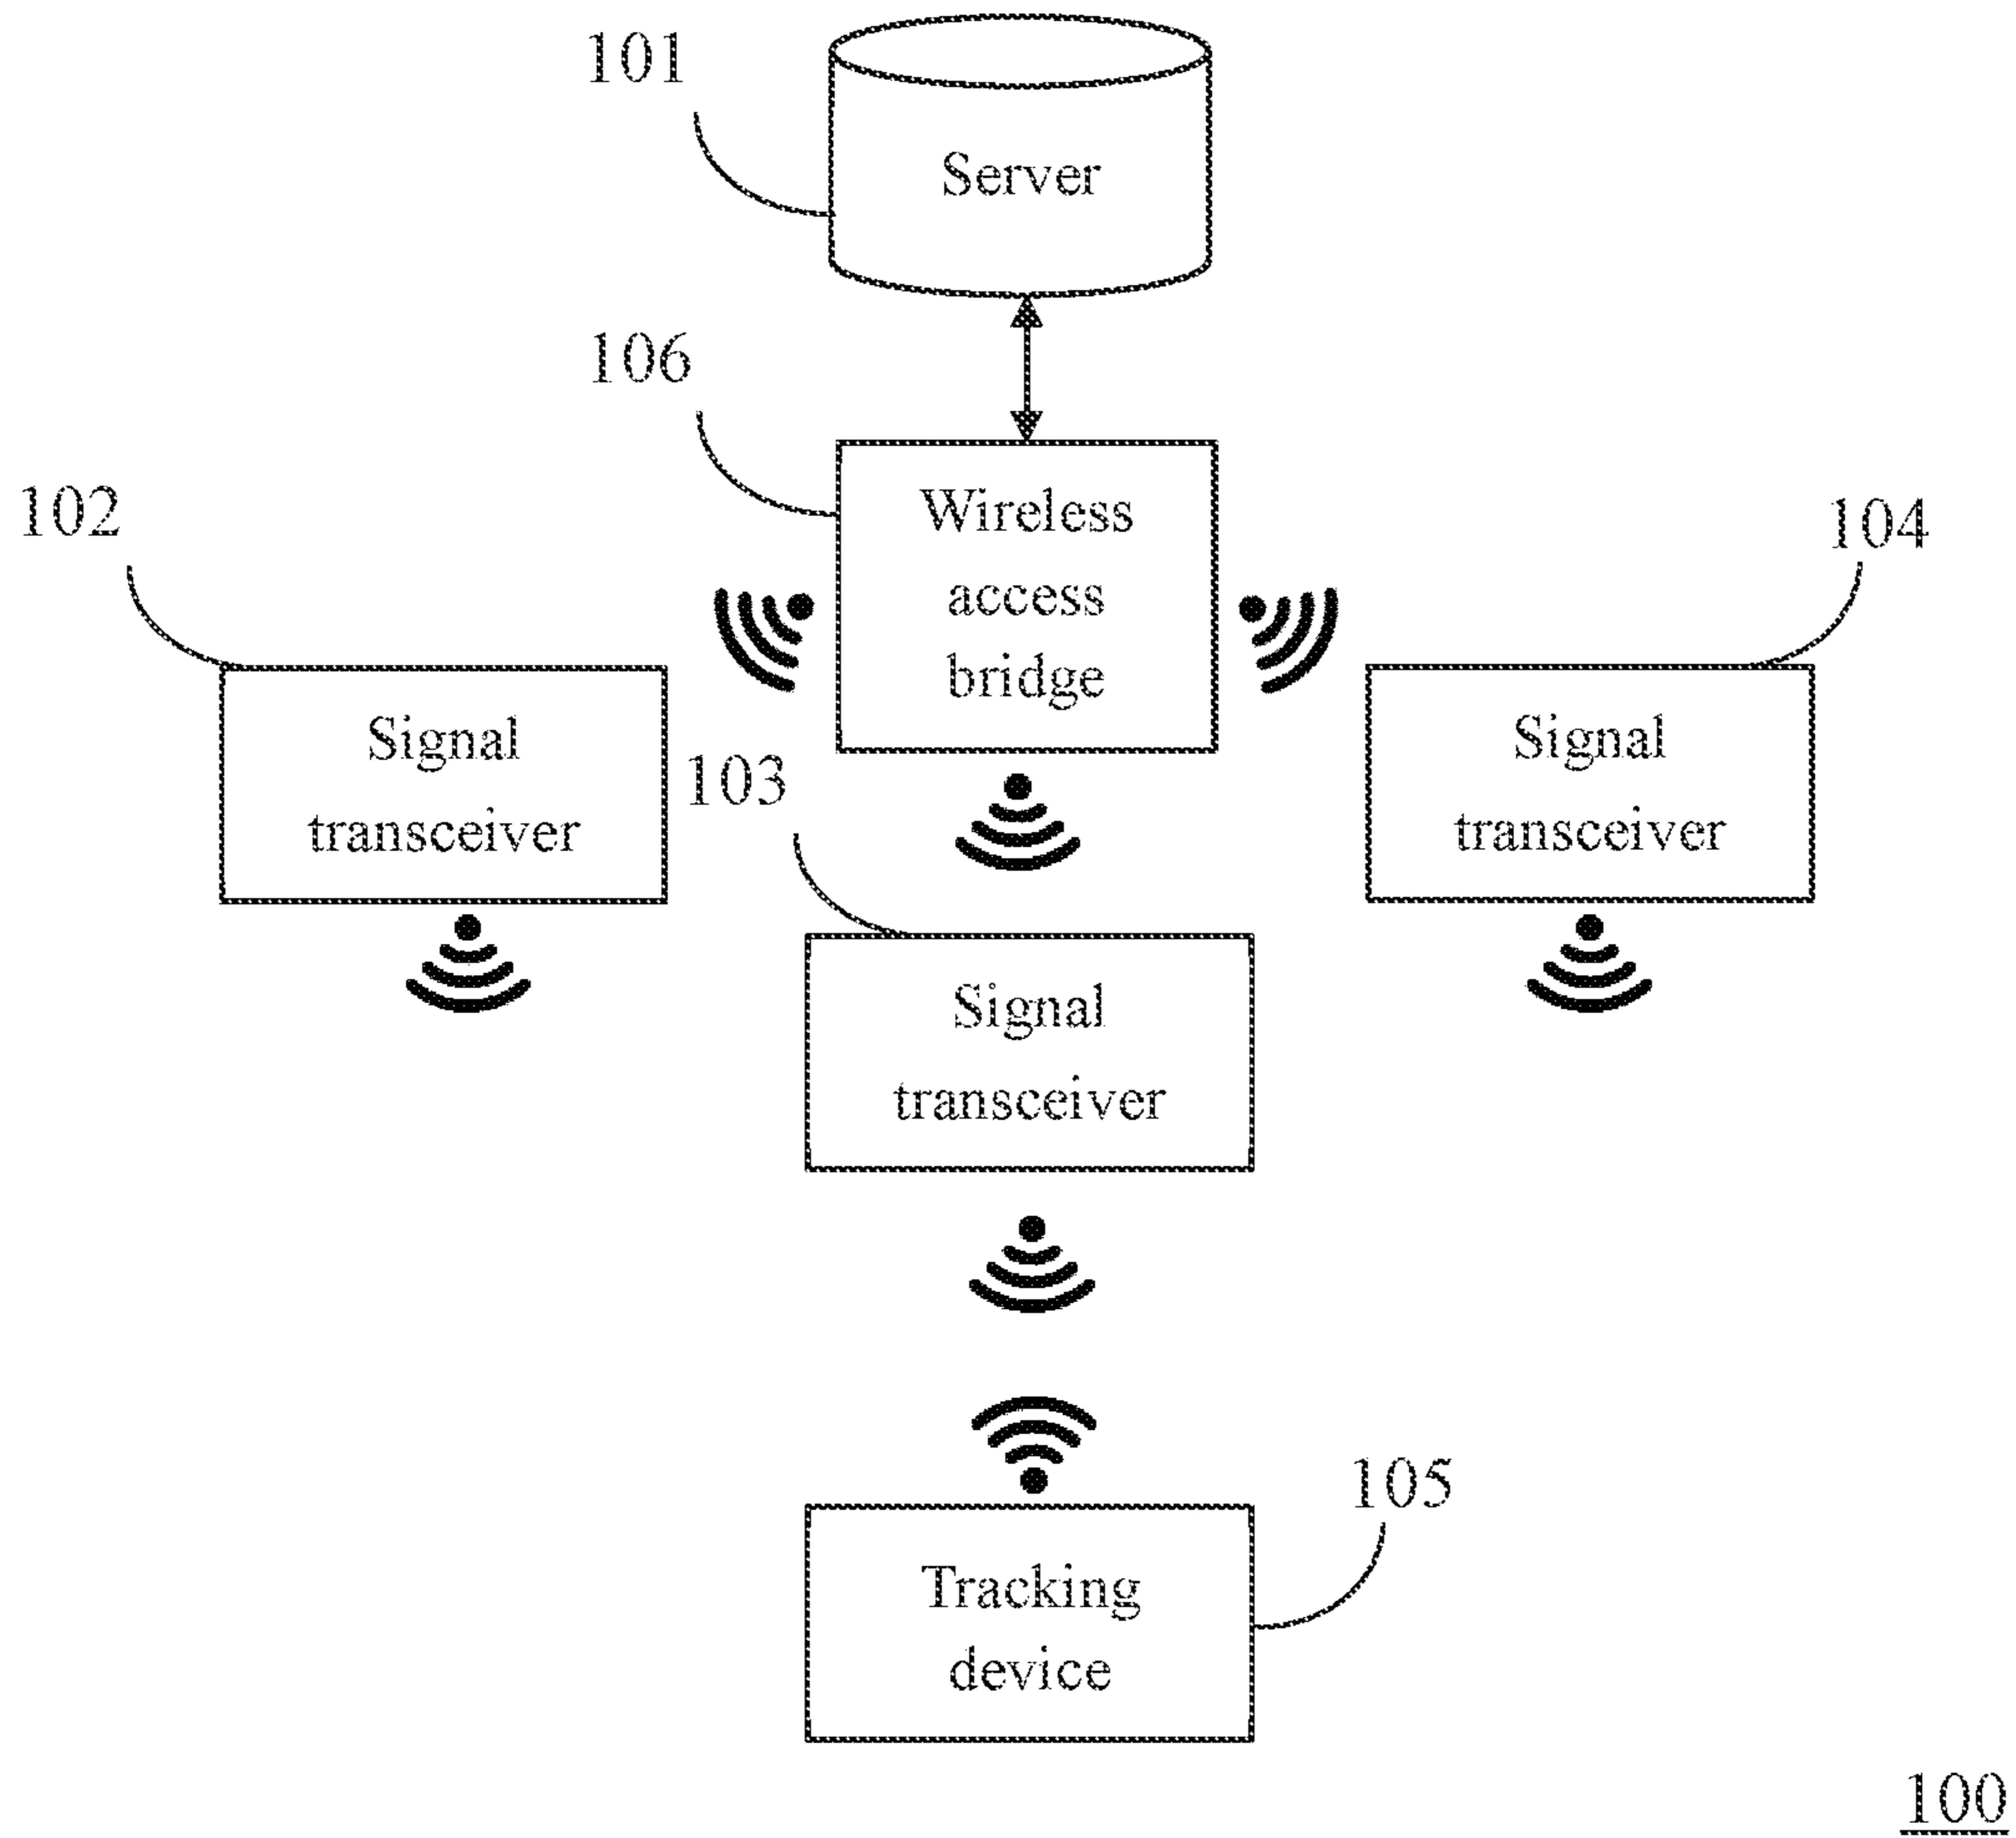 101
Server
106
Wireless
access
bridge
102
104
Signal
transceiver
103
Signal
transceiver
Signal
transceiver
105
Tracking
device
100